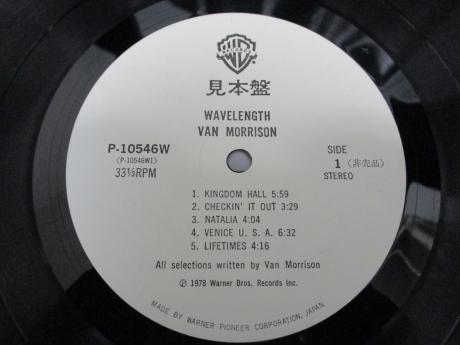 WB
RECORDS
見本盤
WAVELENGTH
VAN MORRISON
P-10546W
(P-10546W1)
33⅓RPM
SIDE
1 (非売品)
STEREO
1. KINGDOM HALL 5:59
2. CHECKIN' IT OUT 3:29
3. NATALIA 4:04
4. VENICE U. S. A. 6:32
5. LIFETIMES 4:16
All selections written by Van Morrison
Ⓟ 1978 Warner Bros. Records Inc.
MADE BY WARNER PIONEER CORPORATION, JAPAN.